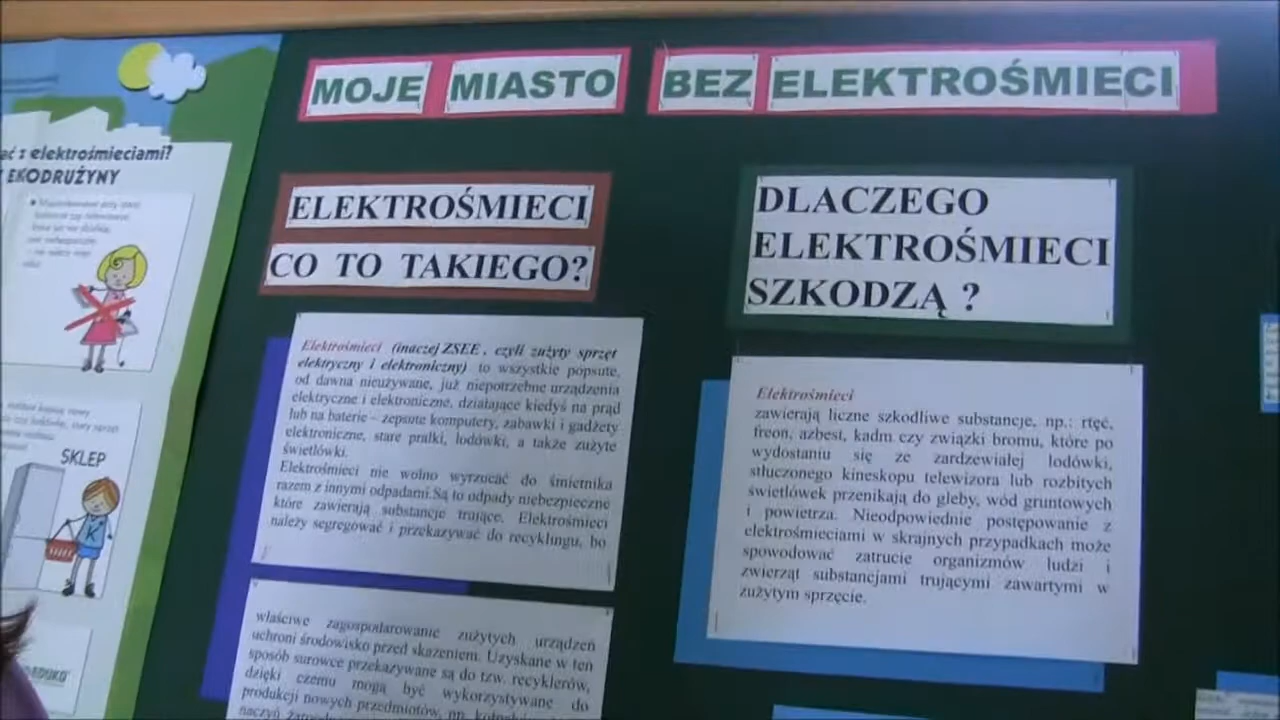 MOJE MIASTO BEZ ELEKTROŚMIECI
ać z elektrośmieciami?
EKODRUŻYNY
SKLEP
ELEKTROŚMIECI
CO TO TAKIEGO?
Elektrośmieci (inaczej ZSEE , czyli zużyty sprzęt
elektryczny i elektroniczny) to wszystkie popsute,
od dawna nieużywane, już niepotrzebne urządzenia
elektryczne i elektroniczne, działające kiedyś na prąd
lub na baterie – zepsute komputery, zabawki i gadżety
elektroniczne, stare pralki, lodówki, a także zużyte
świetlówki.
Elektrośmieci nie wolno wyrzucać do śmietnika
razem z innymi odpadami.Są to odpady niebezpieczne
które zawierają substancje trujące. Elektrośmieci
należy segregować i przekazywać do recyklingu, bo
właściwe zagospodarowanie zużytych urządzeń
uchroni środowisko przed skażeniem. Uzyskane w ten
sposób surowce przekazywane są do tzw. recyklerów,
dzięki czemu mogą być wykorzystywane do
produkcji nowych przedmiotów, np.
DLACZEGO
ELEKTROŚMIECI
SZKODZĄ ?
Elektrośmieci
zawierają liczne szkodliwe substancje, np.: rtęć,
freon, azbest, kadm czy związki bromu, które po
wydostaniu się ze zardzewiałej lodówki,
stłuczonego kineskopu telewizora lub rozbitych
świetlówek przenikają do gleby, wód gruntowych
i powietrza. Nieodpowiednie postępowanie z
elektrośmieciami w skrajnych przypadkach może
spowodować zatrucie organizmów ludzi i
zwierząt substancjami trującymi zawartymi w
zużytym sprzęcie.